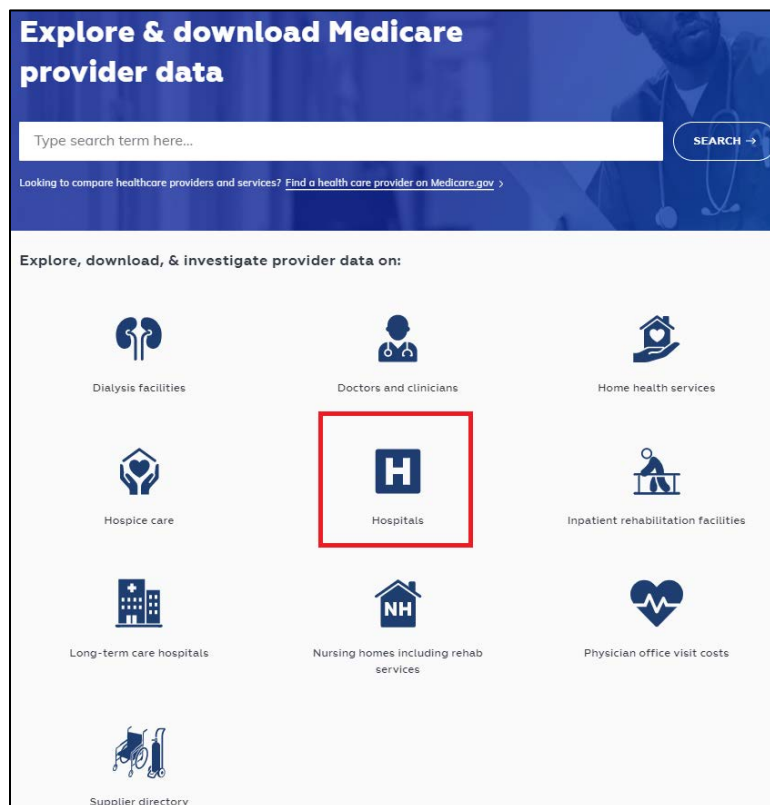 Explore & download Medicare
provider data
Type search term here...
SEARCH →
Looking to compare healthcare providers and services? Find a health care provider on Medicare.gov >
Explore, download, & investigate provider data on:
Dialysis facilities
Doctors and clinicians
Home health services
Hospice care
H
Hospitals
Inpatient rehabilitation facilities
Long-term care hospitals
NH
Nursing homes including rehab
services
Physician office visit costs
Supplier directory